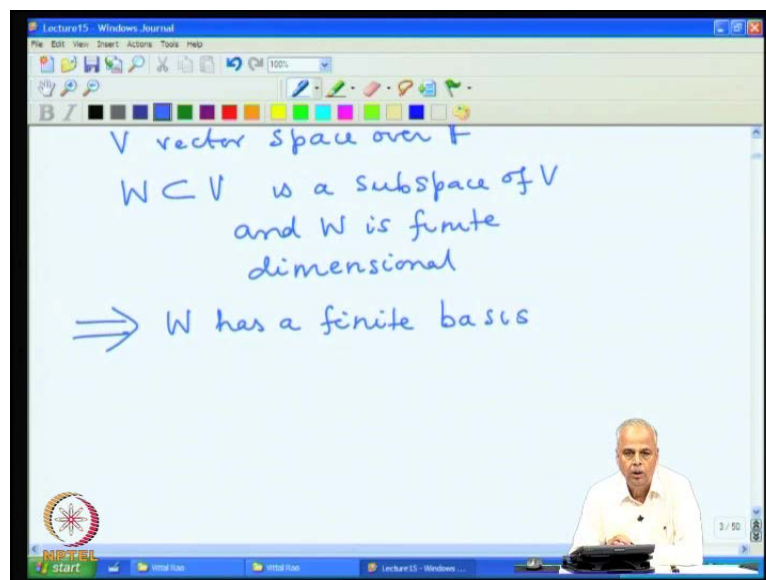 Lecture15 - Windows Journal
File Edit View Insert Actions Tools Help
100%
B I
V vector space over F
W ⊂ V is a subspace of V
and W is finite
dimensional
⟹ W has a finite basis
3 / 50
NPTEL
start Vittal Rao Vittal Rao Lecture15 - Windows ...